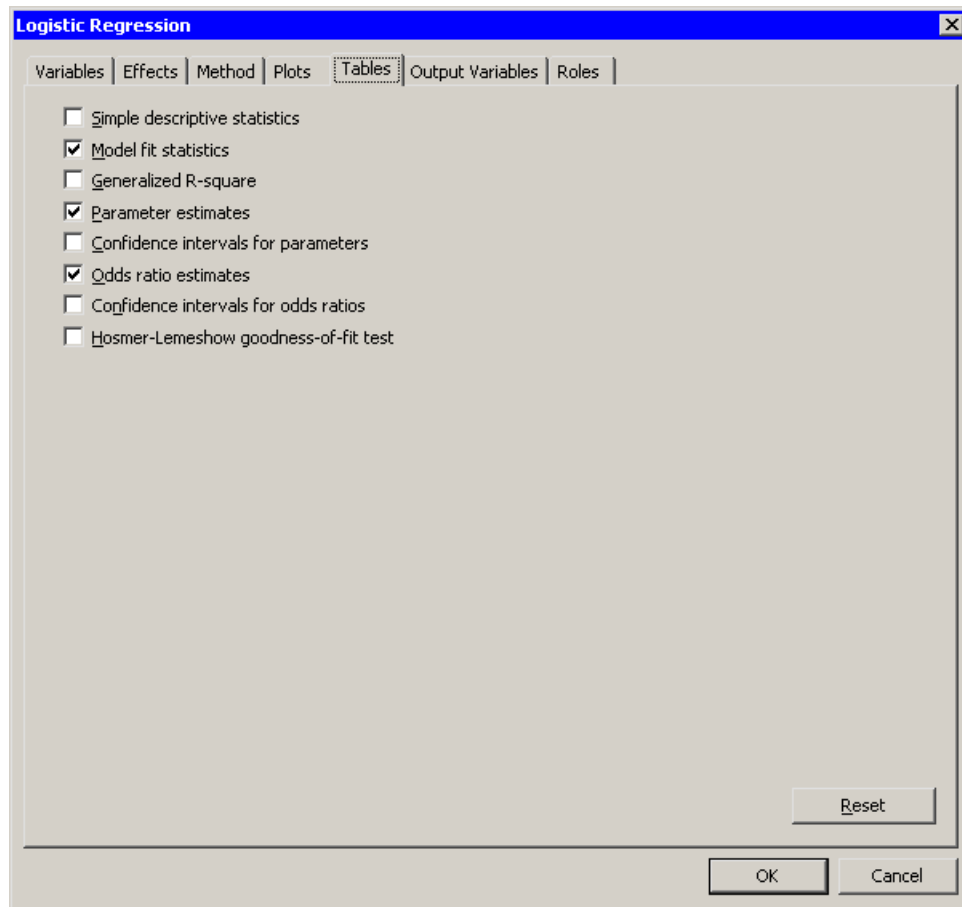 Logistic Regression
Variables Effects Method Plots Tables Output Variables Roles
Simple descriptive statistics
Model fit statistics
Generalized R-square
Parameter estimates
Confidence intervals for parameters
Odds ratio estimates
Confidence intervals for odds ratios
Hosmer-Lemeshow goodness-of-fit test
Reset
OK Cancel